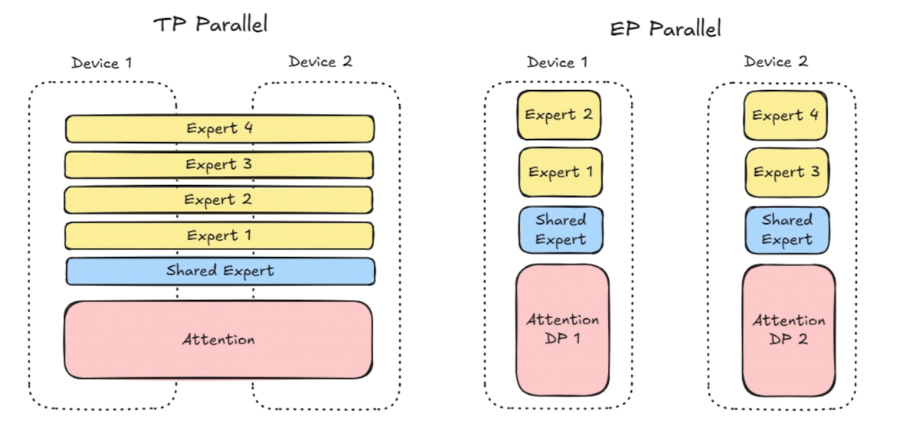 TP Parallel
Device 1
Device 2
Expert 4
Expert 3
Expert 2
Expert 1
Shared Expert
Attention
EP Parallel
Device 1
Device 2
Expert 2
Expert 1
Shared
Expert
Attention
DP 1
Expert 4
Expert 3
Shared
Expert
Attention
DP 2